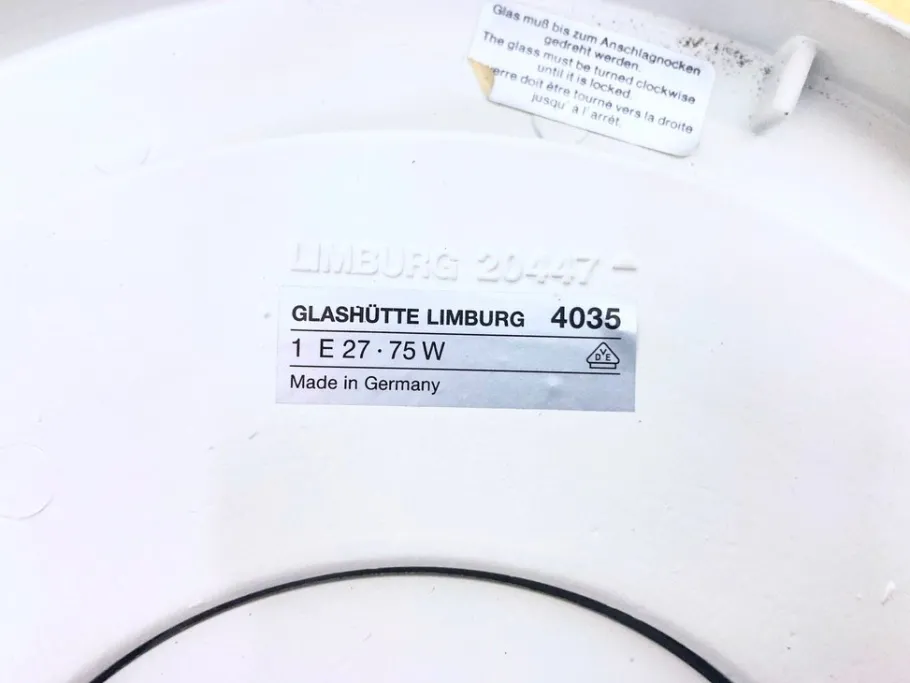 Glas muß bis zum Anschlagnocken
gedreht werden.
The glass must be turned clockwise
until it is locked.
verre doit être tourné vers la droite
jusqu' à l'arrêt.
LIMBURG 20447 –
GLASHÜTTE LIMBURG 4035
1 E 27 · 75 W
DVE
Made in Germany